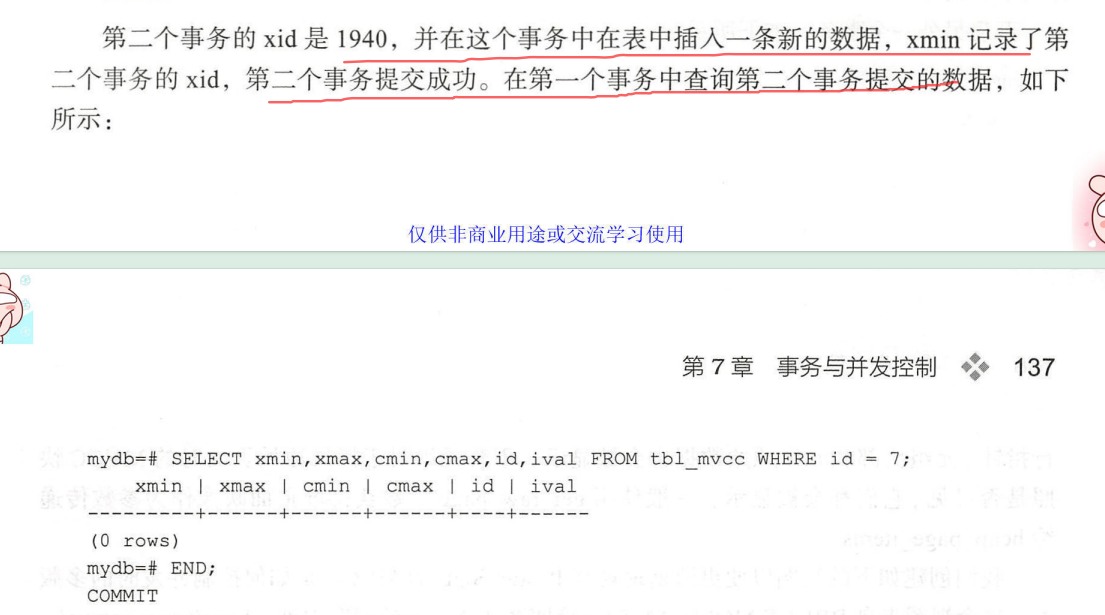 第二个事务的 xid 是 1940，并在这个事务中在表中插入一条新的数据，xmin 记录了第
二个事务的 xid，第二个事务提交成功。在第一个事务中查询第二个事务提交的数据，如下
所示：
仅供非商业用途或交流学习使用
第 7 章 事务与并发控制 137
mydb=# SELECT xmin,xmax,cmin,cmax,id,ival FROM tbl_mvcc WHERE id = 7;
xmin | xmax | cmin | cmax | id | ival
---------+------+------+------+----+------
(0 rows)
mydb=# END;
COMMIT